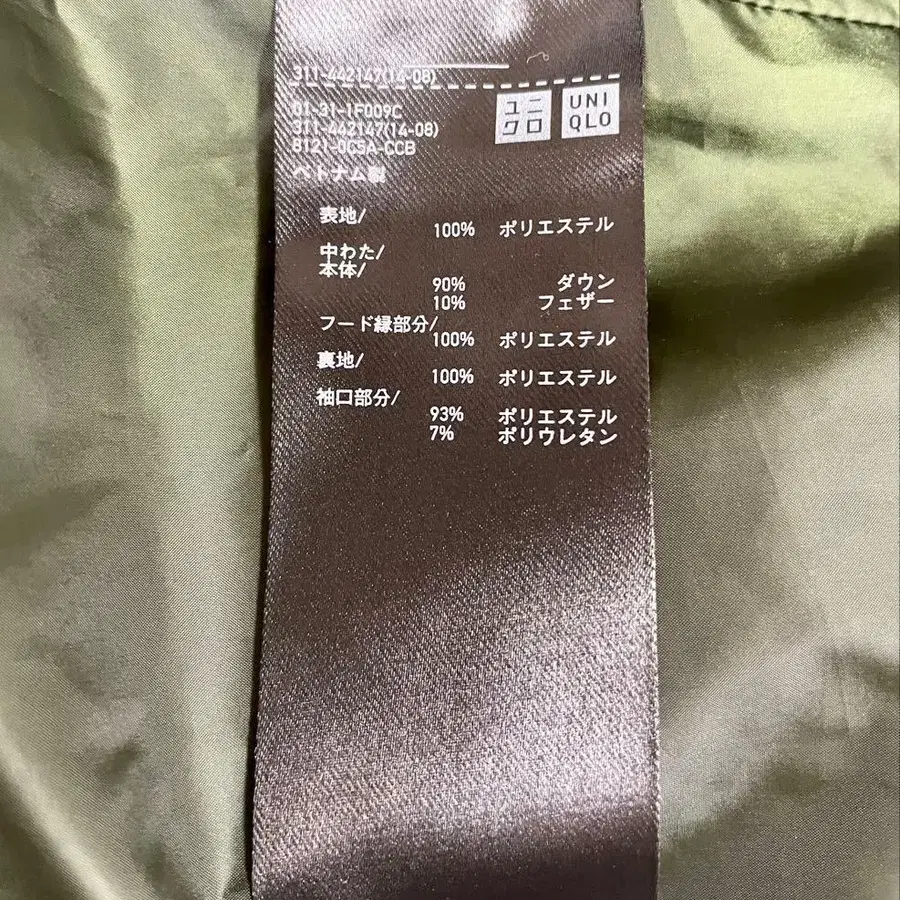 311-442147(14-08)
ユニ
クロ
UNI
QLO
01-31-1F009C
311-442147(14-08)
8121-0C5A-CCB
ベトナム製
表地/
100% ポリエステル
中わた/
本体/
90% ダウン
10% フェザー
フード縁部分/
100% ポリエステル
裏地/
100% ポリエステル
袖口部分/
93% ポリエステル
7% ポリウレタン